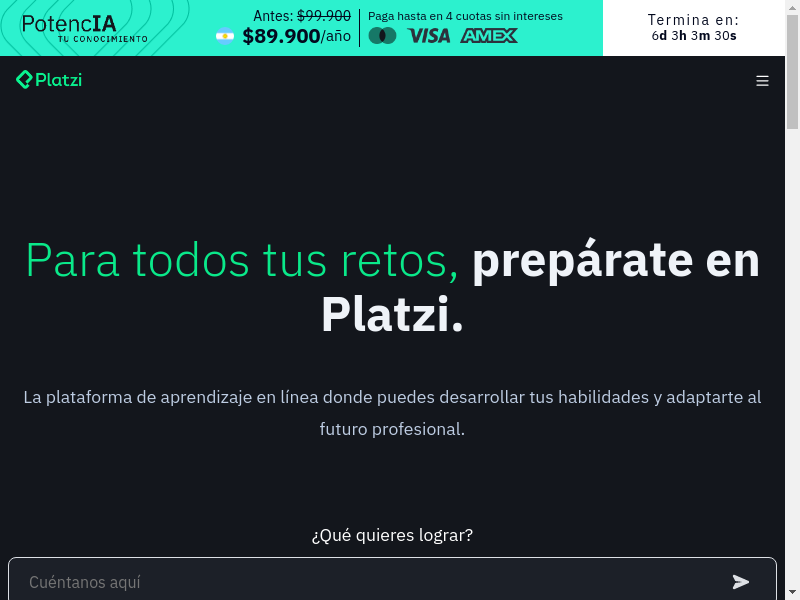 PotencIA
TU CONOCIMIENTO
Antes: $99.900
$89.900/año
Paga hasta en 4 cuotas sin intereses
VISA AMEX
Termina en:
6d 3h 3m 30s
Platzi
Para todos tus retos, prepárate en
Platzi.
La plataforma de aprendizaje en línea donde puedes desarrollar tus habilidades y adaptarte al
futuro profesional.
¿Qué quieres lograr?
Cuéntanos aquí